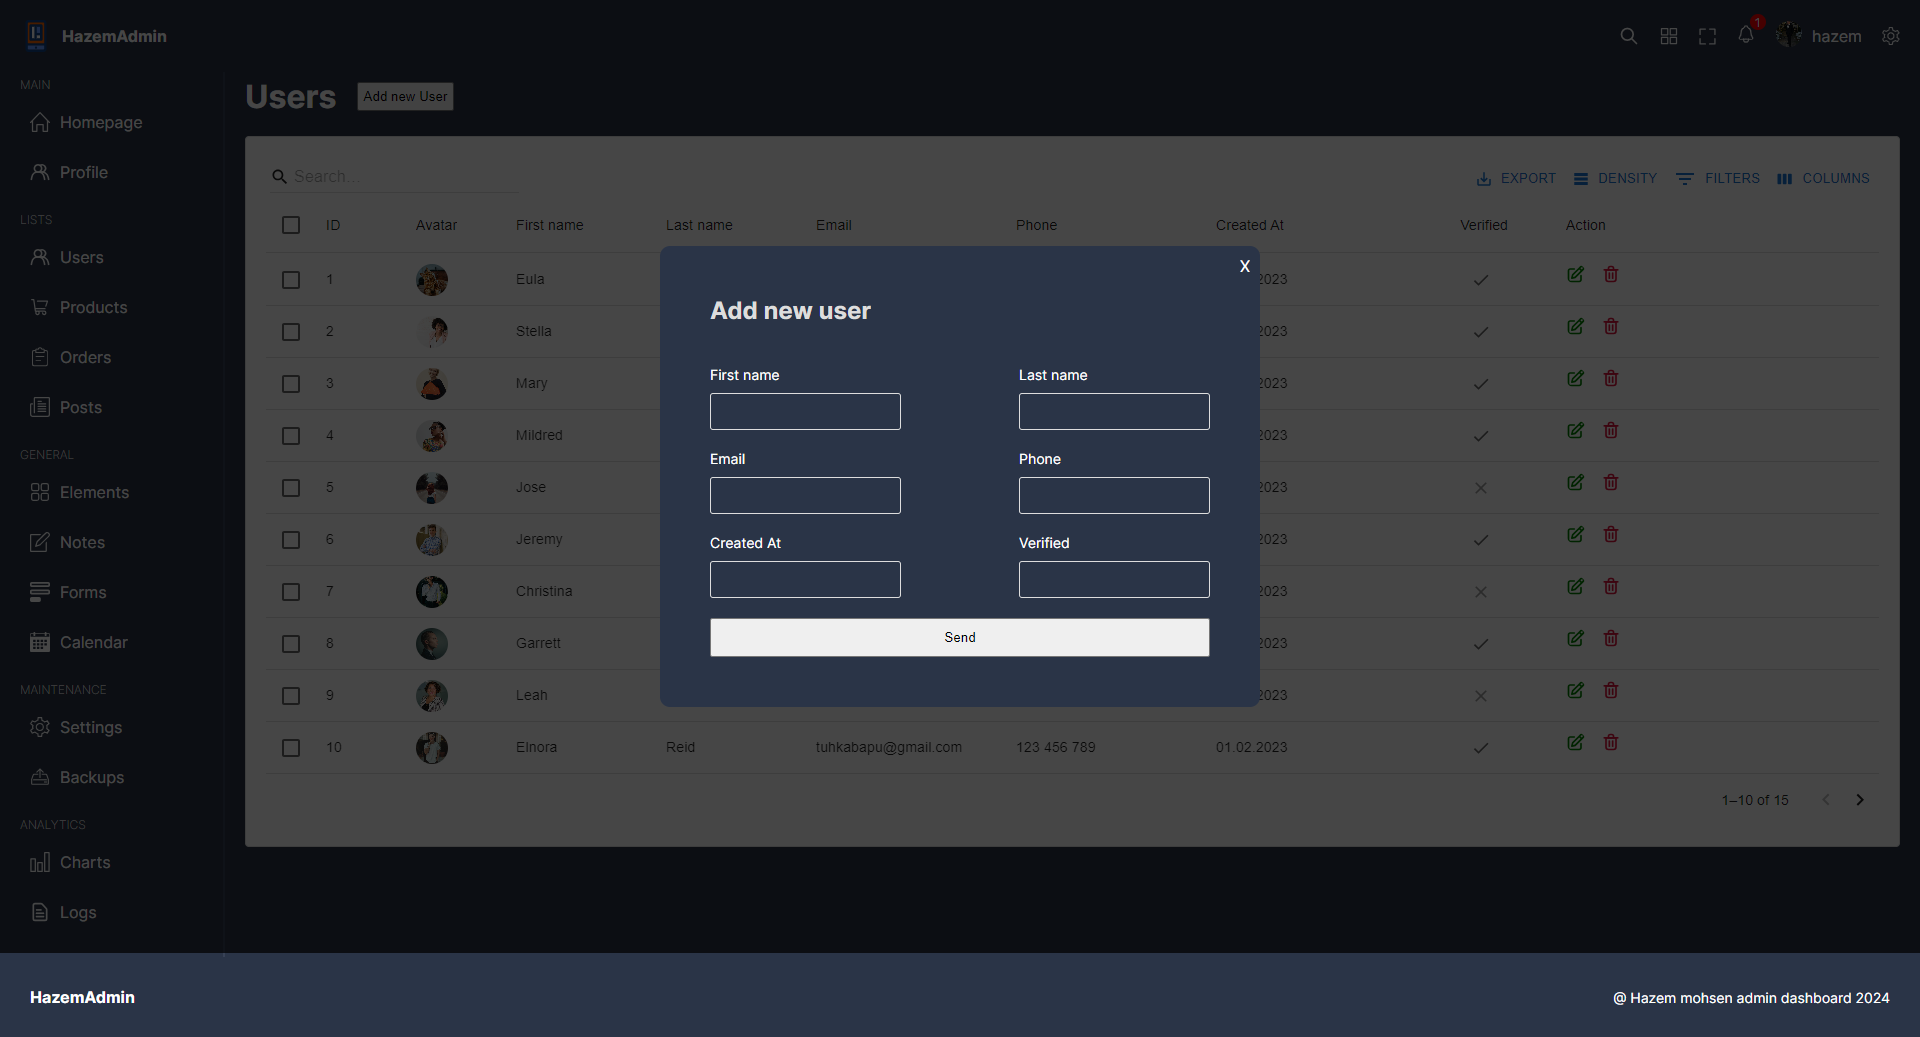 HazemAdmin
1
hazem
MAIN
Homepage
Profile
LISTS
Users
Products
Orders
Posts
GENERAL
Elements
Notes
Forms
Calendar
MAINTENANCE
Settings
Backups
ANALYTICS
Charts
Logs
Users Add new User
Search...
EXPORT DENSITY FILTERS COLUMNS
ID Avatar First name Last name Email Phone Created At Verified Action
1 Eula 2023
2 Stella 2023
3 Mary 2023
4 Mildred 2023
5 Jose 2023
6 Jeremy 2023
7 Christina 2023
8 Garrett 2023
9 Leah 2023
10 Elnora Reid tuhkabapu@gmail.com 123 456 789 01.02.2023
1–10 of 15
X
Add new user
First name Last name
Email Phone
Created At Verified
Send
HazemAdmin
@ Hazem mohsen admin dashboard 2024